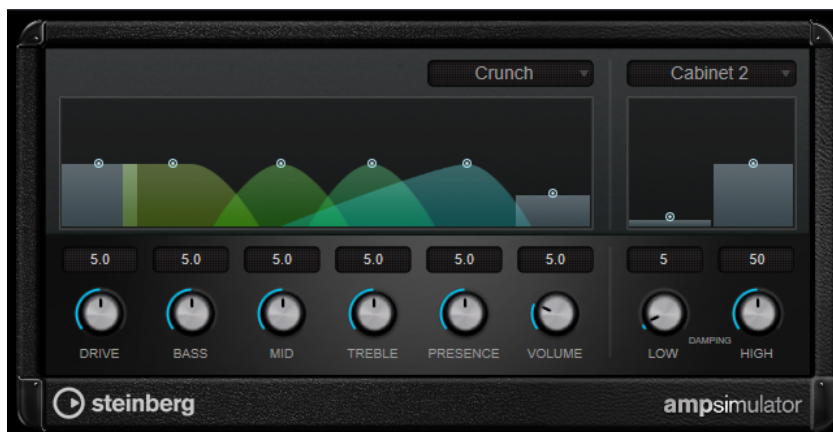 Crunch Cabinet 2
5.0 5.0 5.0 5.0 5.0 5.0 5 50
DRIVE BASS MID TREBLE PRESENCE VOLUME LOW DAMPING HIGH
steinberg ampsimulator